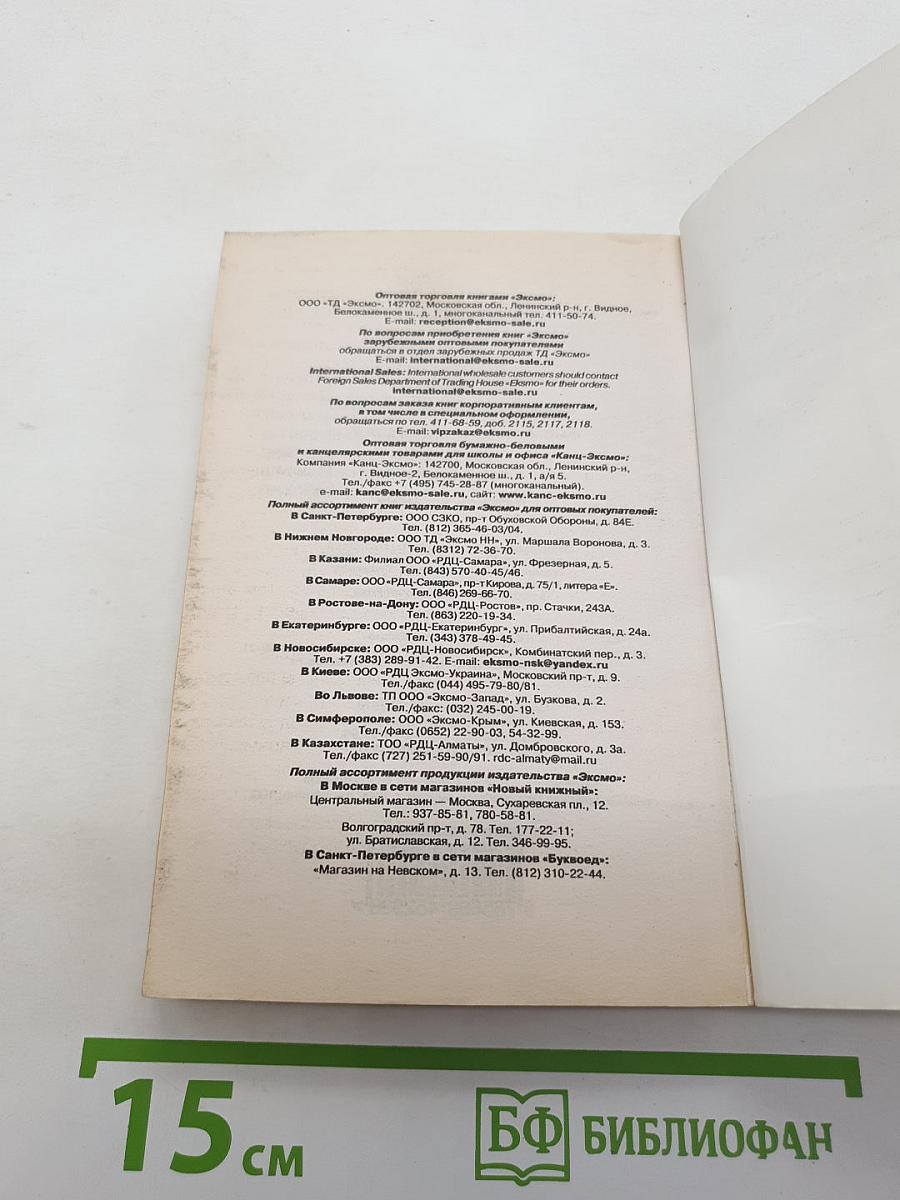 Оптовая торговля книгами «Эксмо»:
ООО «ТД «Эксмо». 142702, Московская обл., Ленинский р-н, г. Видное,
Белокаменное ш., д. 1, многоканальный тел. 411-50-74.
E-mail: reception@eksmo-sale.ru
По вопросам приобретения книг «Эксмо»
зарубежными оптовыми покупателями
обращаться в отдел зарубежных продаж ТД «Эксмо»
E-mail: international@eksmo-sale.ru
International Sales: International wholesale customers should contact
Foreign Sales Department of Trading House «Eksmo» for their orders.
international@eksmo-sale.ru
По вопросам заказа книг корпоративным клиентам,
в том числе в специальном оформлении,
обращаться по тел. 411-68-59, доб. 2115, 2117, 2118.
E-mail: vipzakaz@eksmo.ru
Оптовая торговля бумажно-беловыми
и канцелярскими товарами для школы и офиса «Канц-Эксмо»:
Компания «Канц-Эксмо»: 142700, Московская обл., Ленинский р-н,
г. Видное-2, Белокаменное ш., д. 1, а/я 5.
Тел./факс +7 (495) 745-28-87 (многоканальный).
e-mail: kanc@eksmo-sale.ru, сайт: www.kanc-eksmo.ru
Полный ассортимент книг издательства «Эксмо» для оптовых покупателей:
В Санкт-Петербурге: ООО СЗКО, пр-т Обуховской Обороны, д. 84Е.
Тел. (812) 365-46-03/04.
В Нижнем Новгороде: ООО ТД «Эксмо НН», ул. Маршала Воронова, д. 3.
Тел. (8312) 72-36-70.
В Казани: Филиал ООО «РДЦ-Самара», ул. Фрезерная, д. 5.
Тел. (843) 570-40-45/46.
В Самаре: ООО «РДЦ-Самара», пр-т Кирова, д. 75/1, литера «Е».
Тел. (846) 269-66-70.
В Ростове-на-Дону: ООО «РДЦ-Ростов», пр. Стачки, 243А.
Тел. (863) 220-19-34.
В Екатеринбурге: ООО «РДЦ-Екатеринбург», ул. Прибалтийская, д. 24а.
Тел. (343) 378-49-45.
В Новосибирске: ООО «РДЦ-Новосибирск», Комбинатский пер., д. 3.
Тел. +7 (383) 289-91-42. E-mail: eksmo-nsk@yandex.ru
В Киеве: ООО «РДЦ Эксмо-Украина», Московский пр-т, д. 9.
Тел./факс (044) 495-79-80/81.
Во Львове: ТП ООО «Эксмо-Запад», ул. Бузкова, д. 2.
Тел./факс: (032) 245-00-19.
В Симферополе: ООО «Эксмо-Крым», ул. Киевская, д. 153.
Тел./факс (0652) 22-90-03, 54-32-99.
В Казахстане: ТОО «РДЦ-Алматы», ул. Домбровского, д. 3а.
Тел./факс (727) 251-59-90/91. rdc-almaty@mail.ru
Полный ассортимент продукции издательства «Эксмо»:
В Москве в сети магазинов «Новый книжный»:
Центральный магазин — Москва, Сухаревская пл., 12.
Тел.: 937-85-81, 780-58-81.
Волгоградский пр-т, д. 78. Тел. 177-22-11;
ул. Братиславская, д. 12. Тел. 346-99-95.
В Санкт-Петербурге в сети магазинов «Буквоед»:
«Магазин на Невском», д. 13. Тел. (812) 310-22-44.
15 см
БФ БИБЛИОФАН